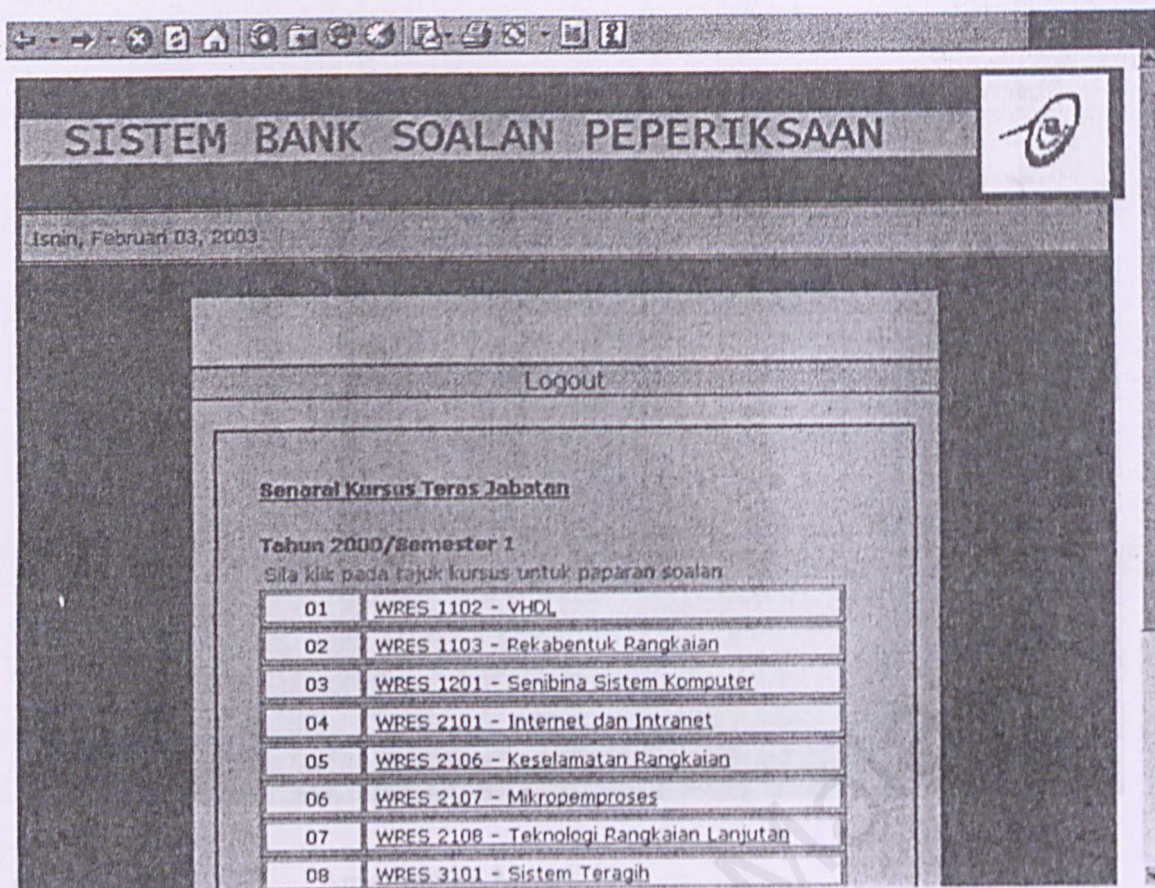 SISTEM BANK SOALAN PEPERIKSAAN
Isnin, Februari 03, 2003
Logout
Senarai Kursus Teras Jabatan
Tahun 2000/Semester 1
Sila klik pada tajuk kursus untuk paparan soalan
01 WRES 1102 - VHDL
02 WRES 1103 - Rekabentuk Rangkaian
03 WRES 1201 - Senibina Sistem Komputer
04 WRES 2101 - Internet dan Intranet
05 WRES 2106 - Keselamatan Rangkaian
06 WRES 2107 - Mikropemproses
07 WRES 2108 - Teknologi Rangkaian Lanjutan
08 WRES 3101 - Sistem Teragih